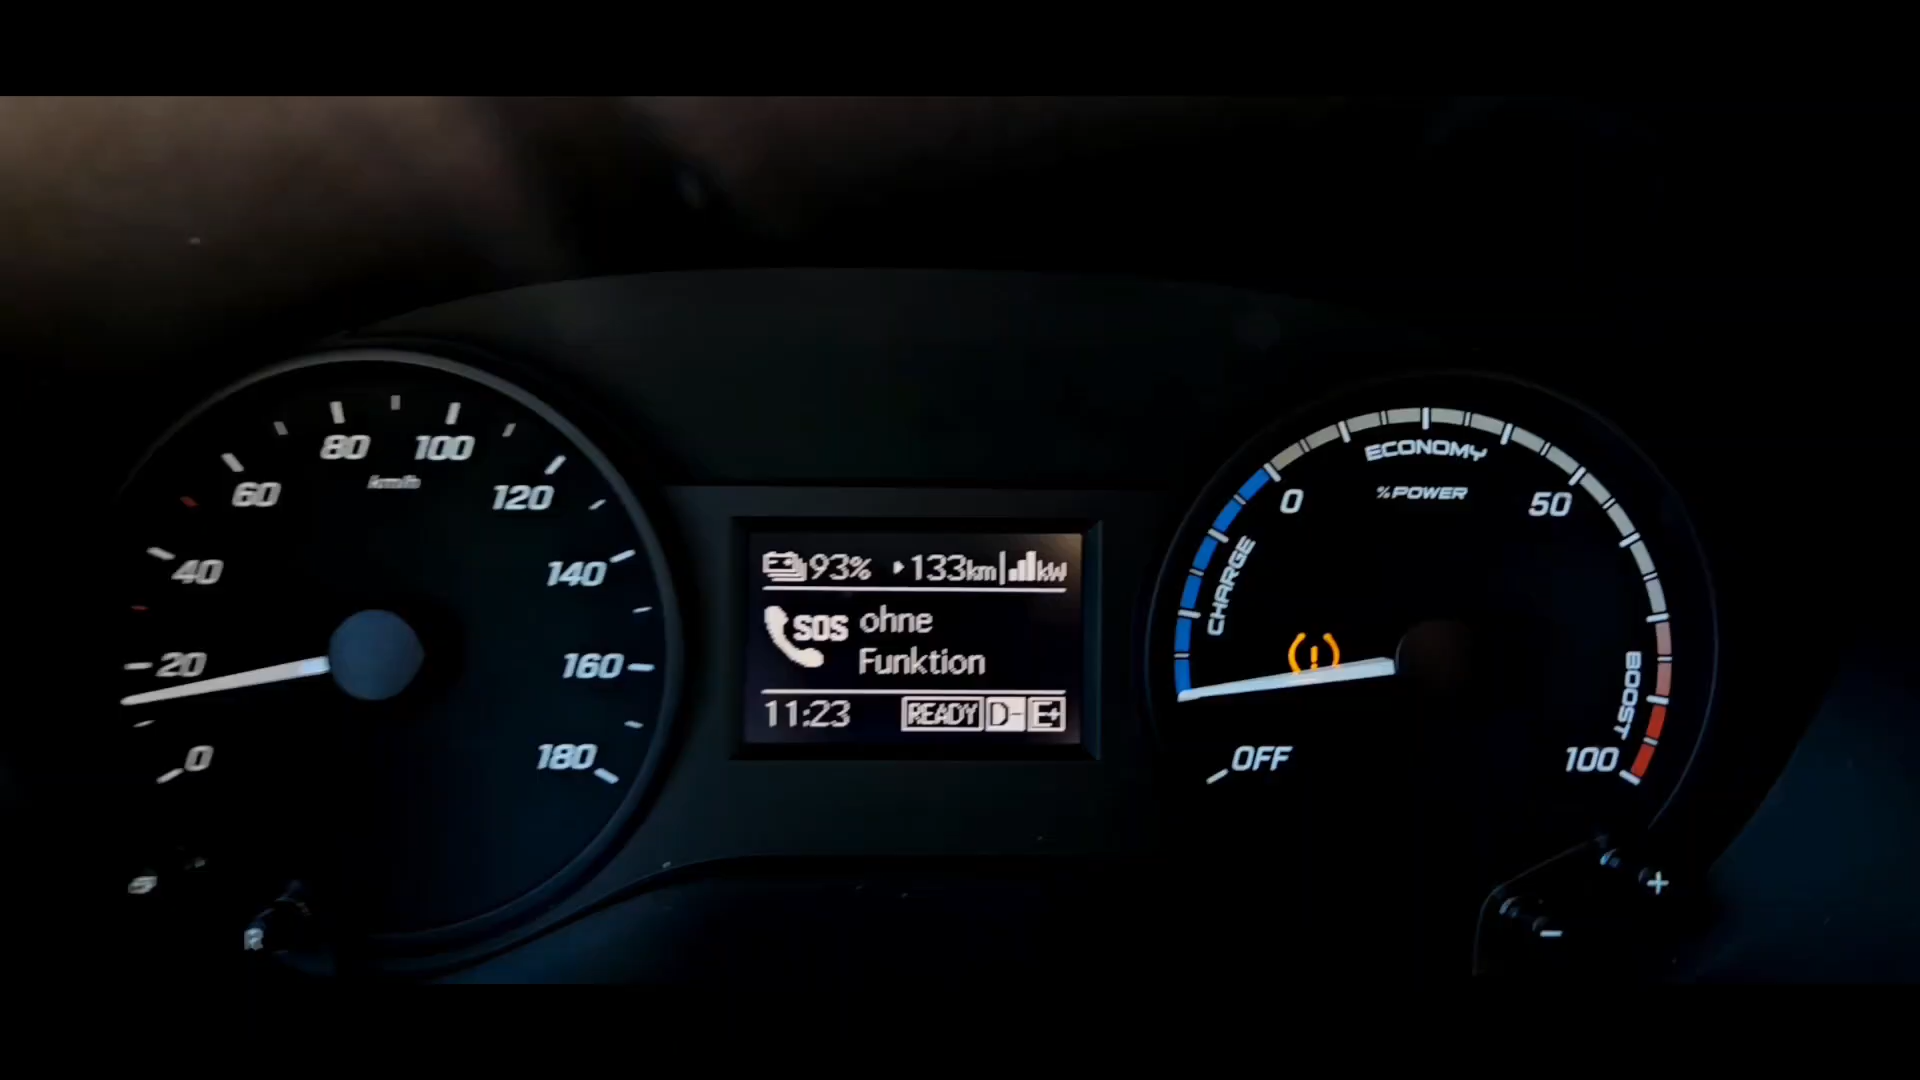 0
20
40
60
80
100
120
140
160
180
km/h
93% 133km kW
SOS ohne
Funktion
11:23 READY D- E+
OFF
CHARGE
0
ECONOMY
%POWER
50
BOOST
100
R
+
-